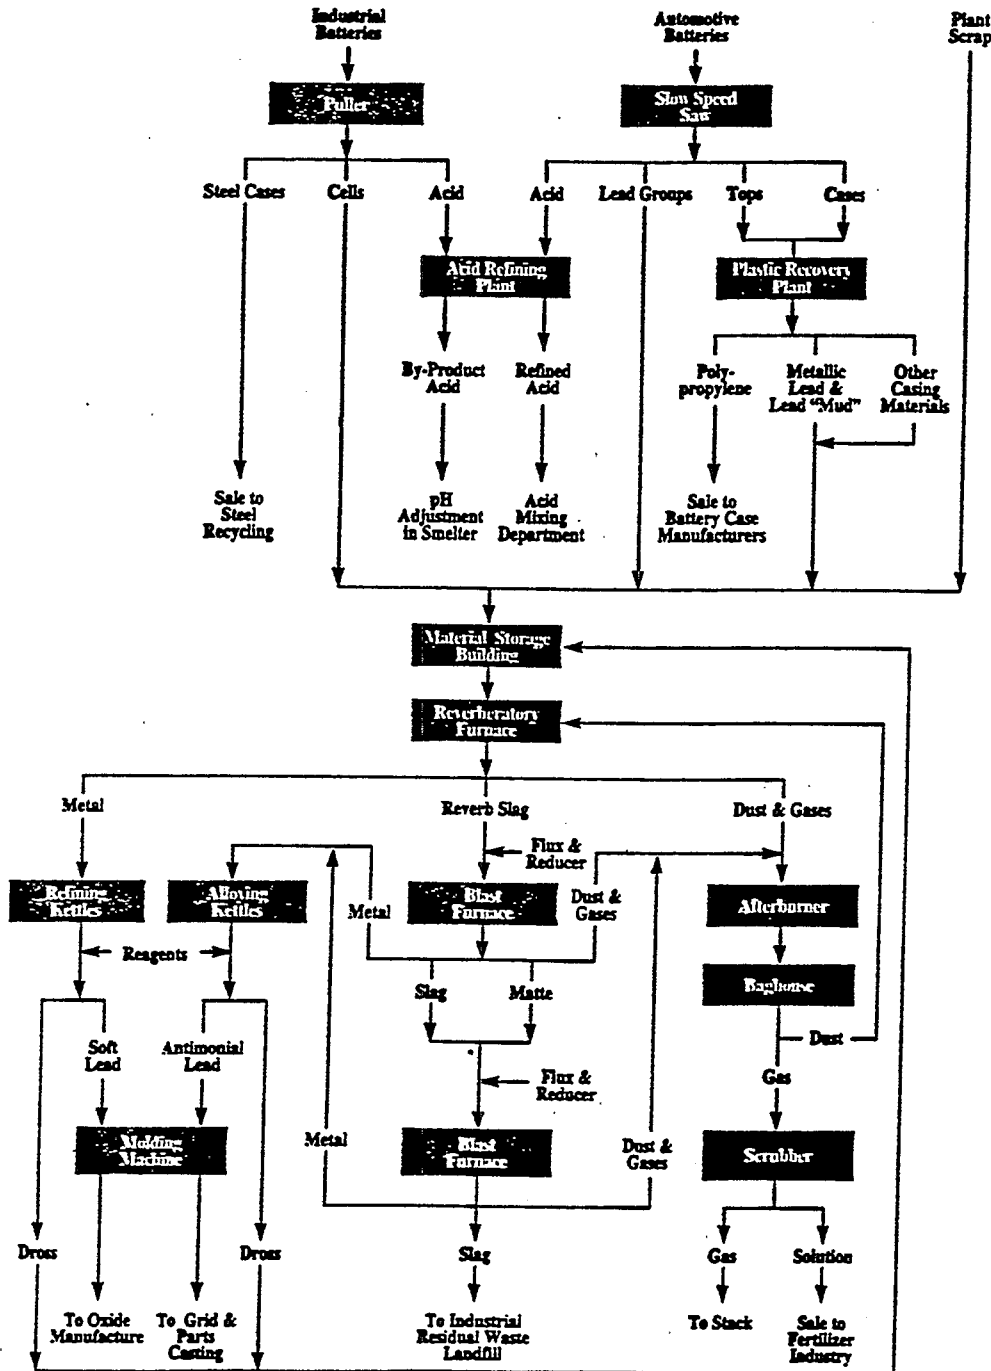 Industrial
Batteries
Automotive
Batteries
Plant
Scrap
Puller
Slow Speed
Saw
Steel Cases
Cells
Acid
Acid
Lead Groups
Tops
Cases
Acid Refining
Plant
Plastic Recovery
Plant
By-Product
Acid
Refined
Acid
Poly-
propylene
Metallic
Lead &
Lead "Mud"
Other
Casing
Materials
Sale to
Steel
Recycling
pH
Adjustment
in Smelter
Acid
Mixing
Department
Sale to
Battery Case
Manufacturers
Material Storage
Building
Reverberatory
Furnace
Metal
Reverb Slag
Dust & Gases
Flux &
Reducer
Refining
Kettles
Alloying
Kettles
Metal
Blast
Furnace
Dust &
Gases
Afterburner
Reagents
Slag
Matte
Baghouse
Soft
Lead
Antimonial
Lead
Dust
Flux &
Reducer
Gas
Molding
Machine
Metal
Blast
Furnace
Dust &
Gases
Scrubber
Dross
Dross
Slag
Gas
Solution
To Oxide
Manufacture
To Grid &
Parts
Casting
To Industrial
Residual Waste
Landfill
To Stack
Sale to
Fertilizer
Industry